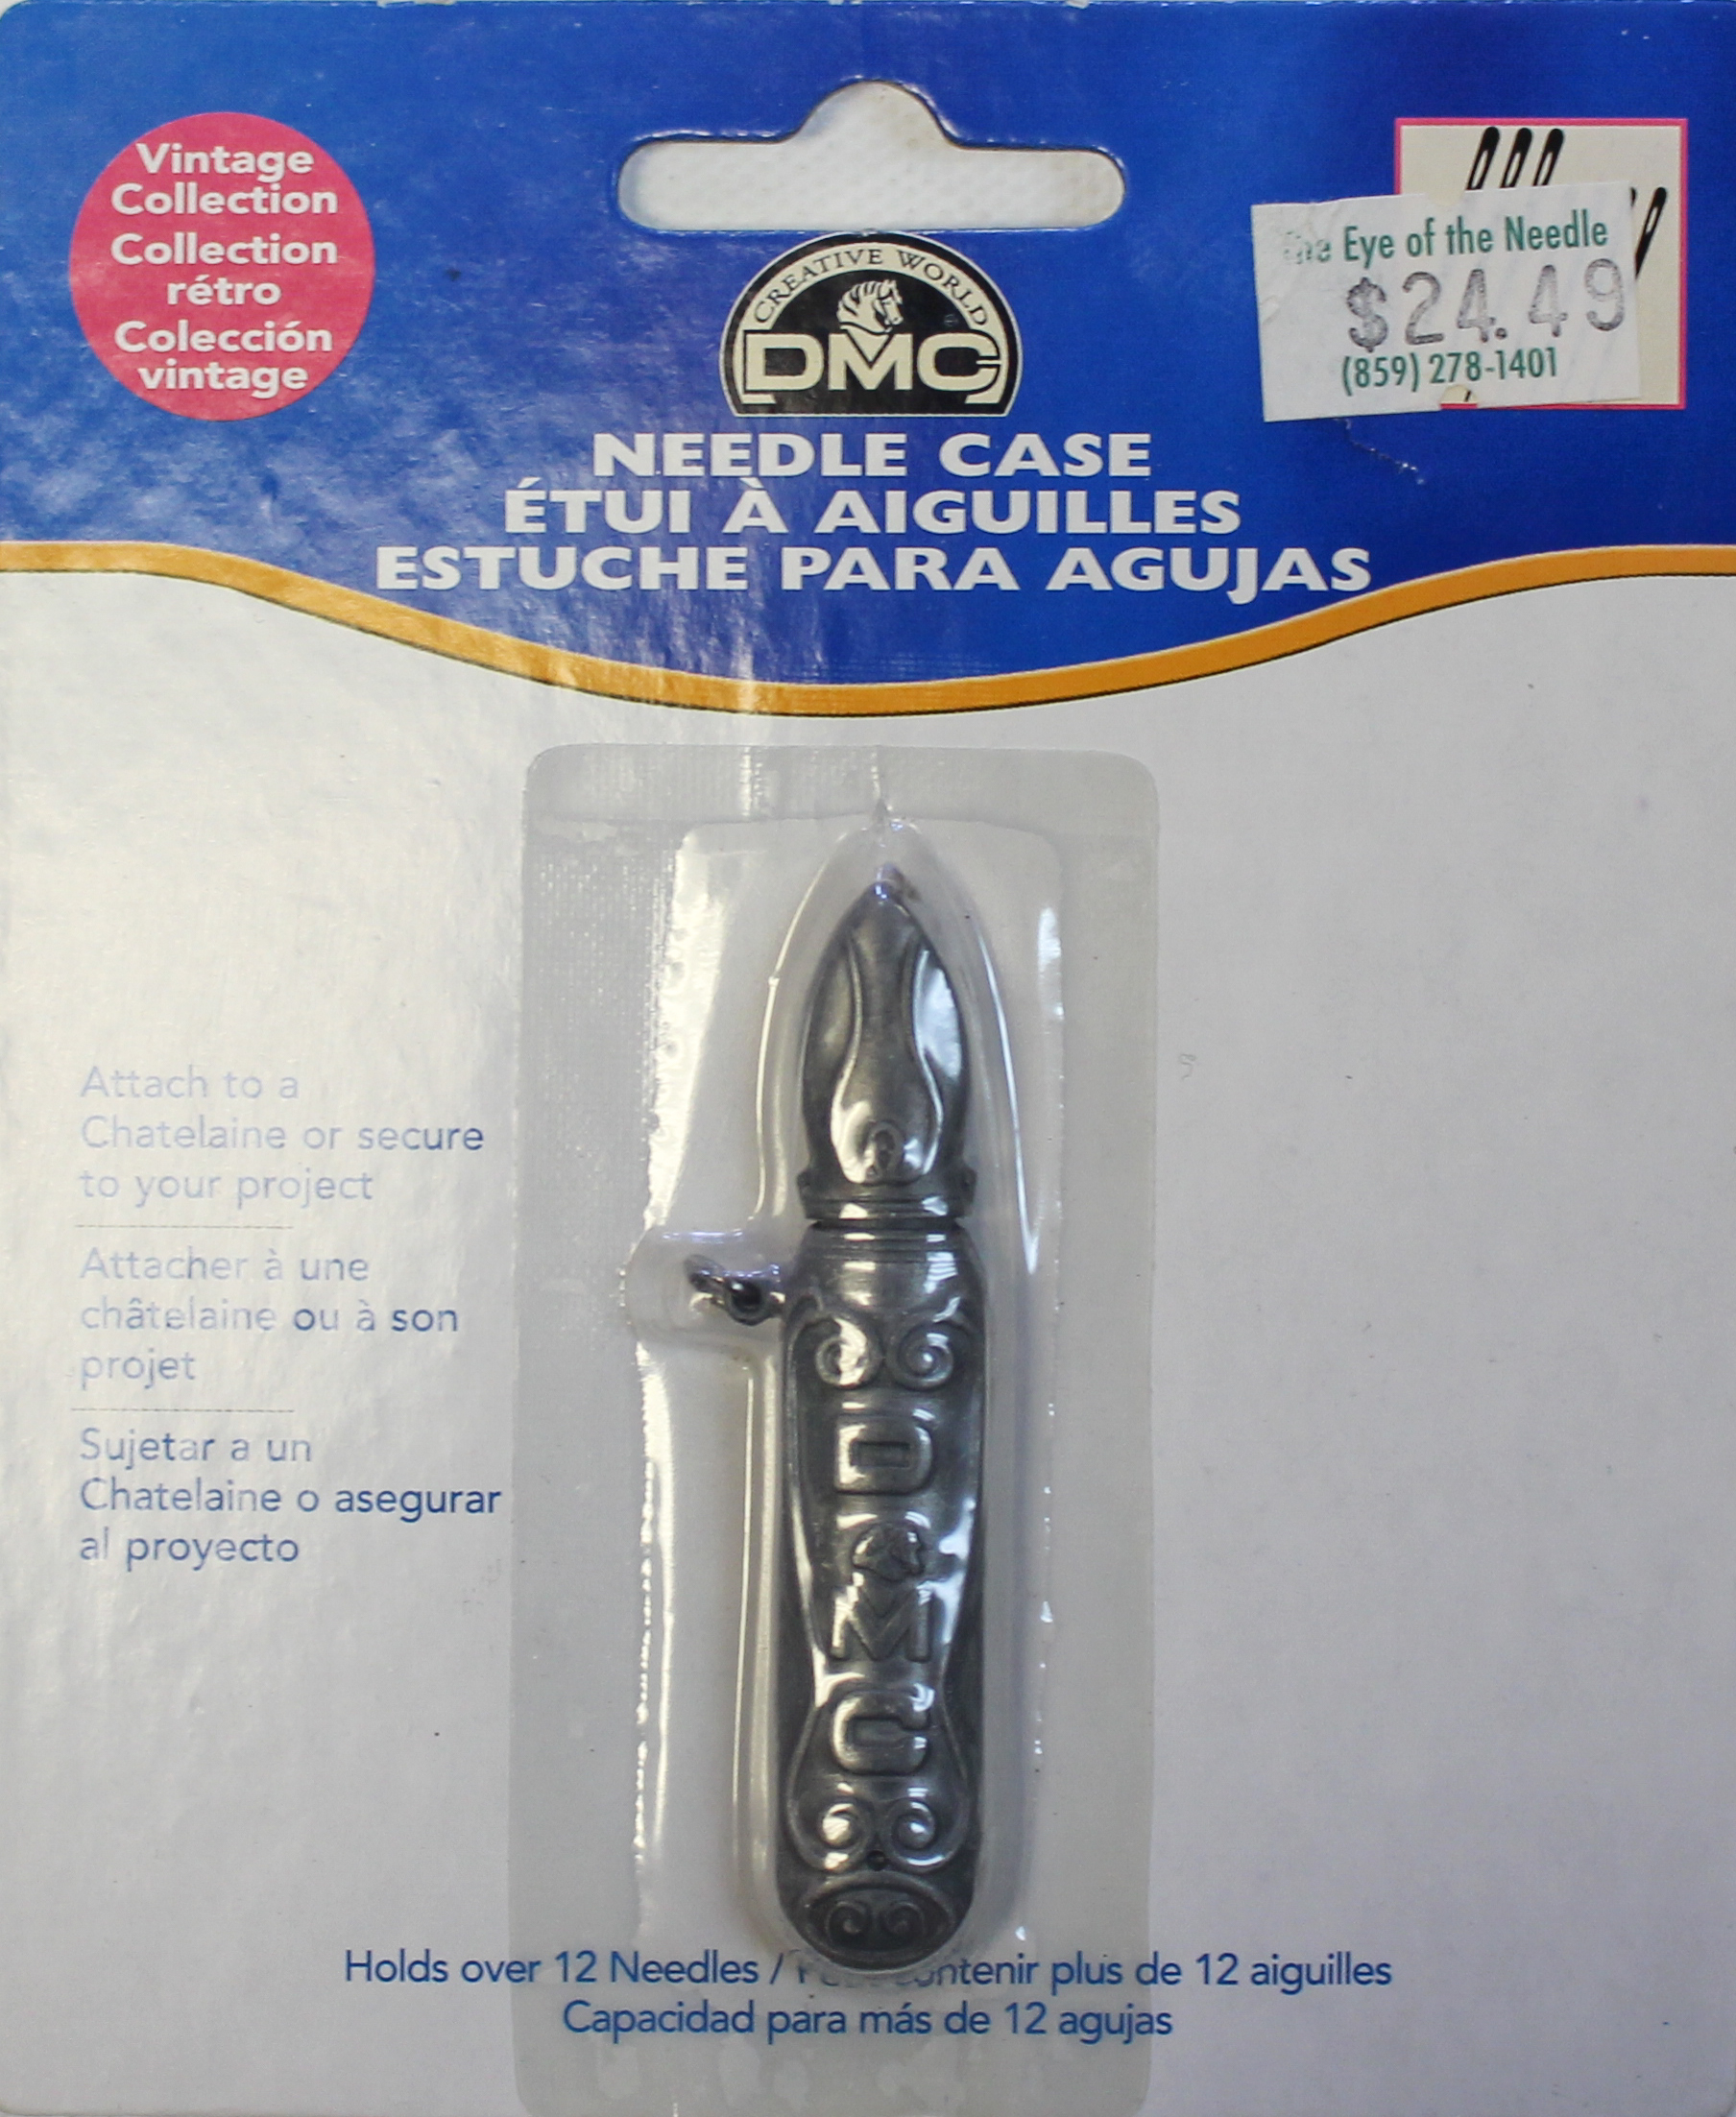 Vintage
Collection
Collection
rétro
Colección
vintage
CREATIVE WORLD
DMC
The Eye of the Needle
$24.49
(859) 278-1401
NEEDLE CASE
ÉTUI À AIGUILLES
ESTUCHE PARA AGUJAS
Attach to a
Chatelaine or secure
to your project
Attacher à une
châtelaine ou à son
projet
Sujetar a un
Chatelaine o asegurar
al proyecto
D
M
C
Holds over 12 Needles / plus de 12 aiguilles
Capacidad para más de 12 agujas